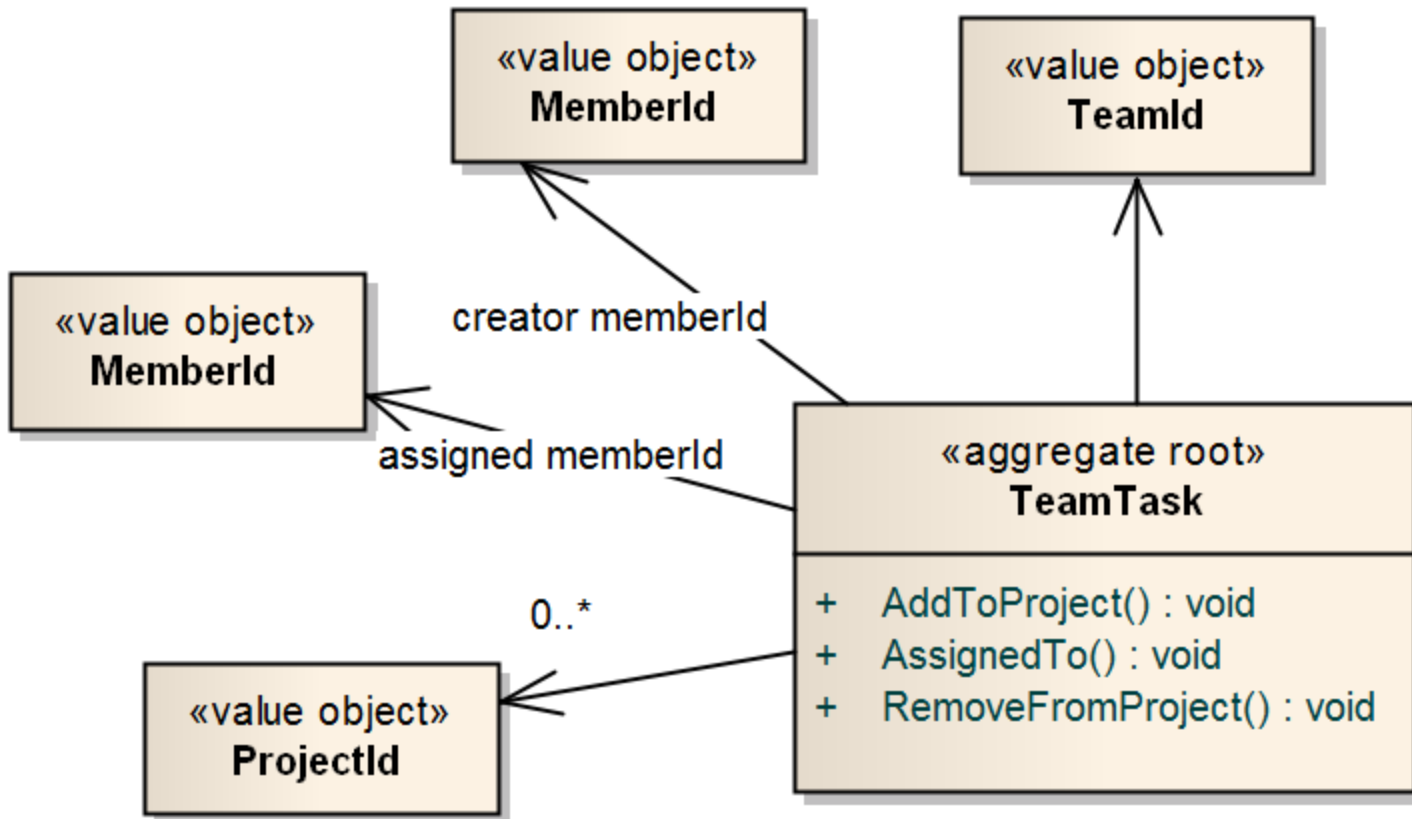 «value object»
MemberId
«value object»
TeamId
creator memberId
«value object»
MemberId
assigned memberId
«aggregate root»
TeamTask
+ AddToProject() : void
+ AssignedTo() : void
+ RemoveFromProject() : void
0..*
«value object»
ProjectId